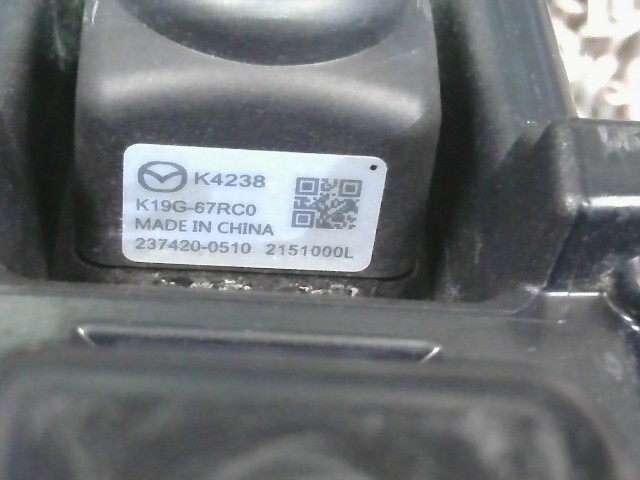 K4238
K19G-67RC0
MADE IN CHINA
237420-0510 2151000L